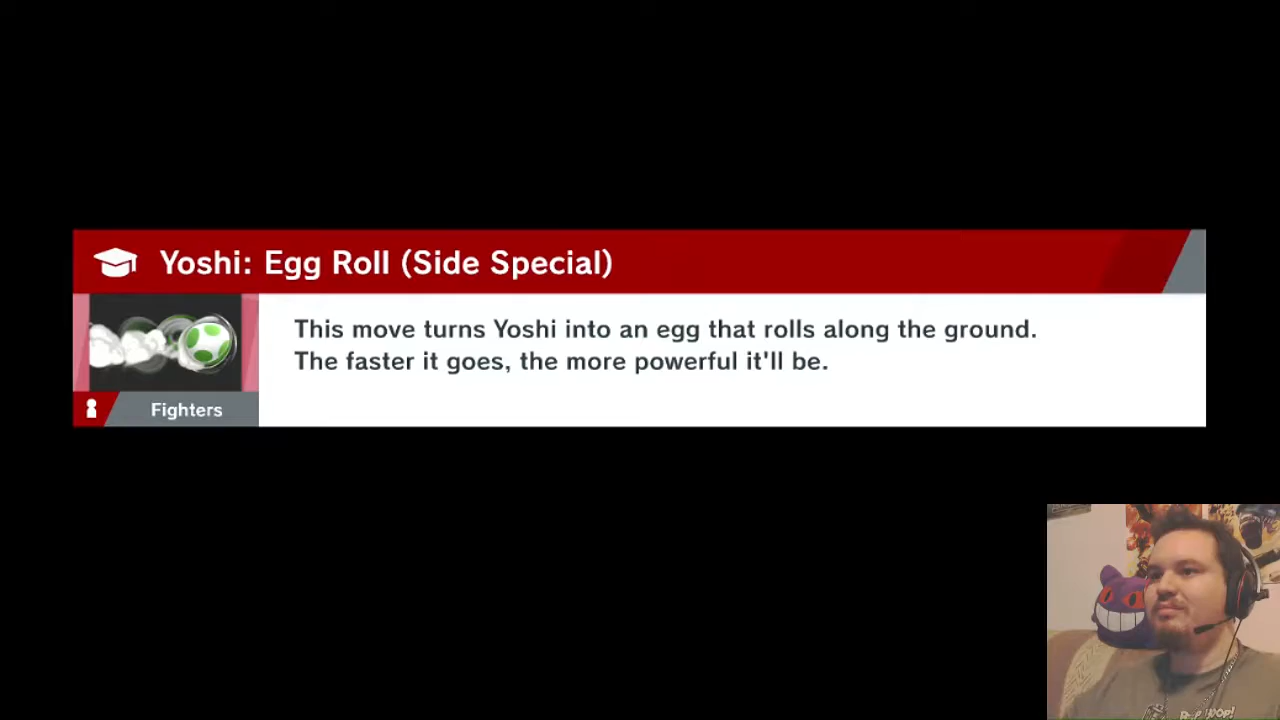 Yoshi: Egg Roll (Side Special)
This move turns Yoshi into an egg that rolls along the ground.
The faster it goes, the more powerful it'll be.
Fighters